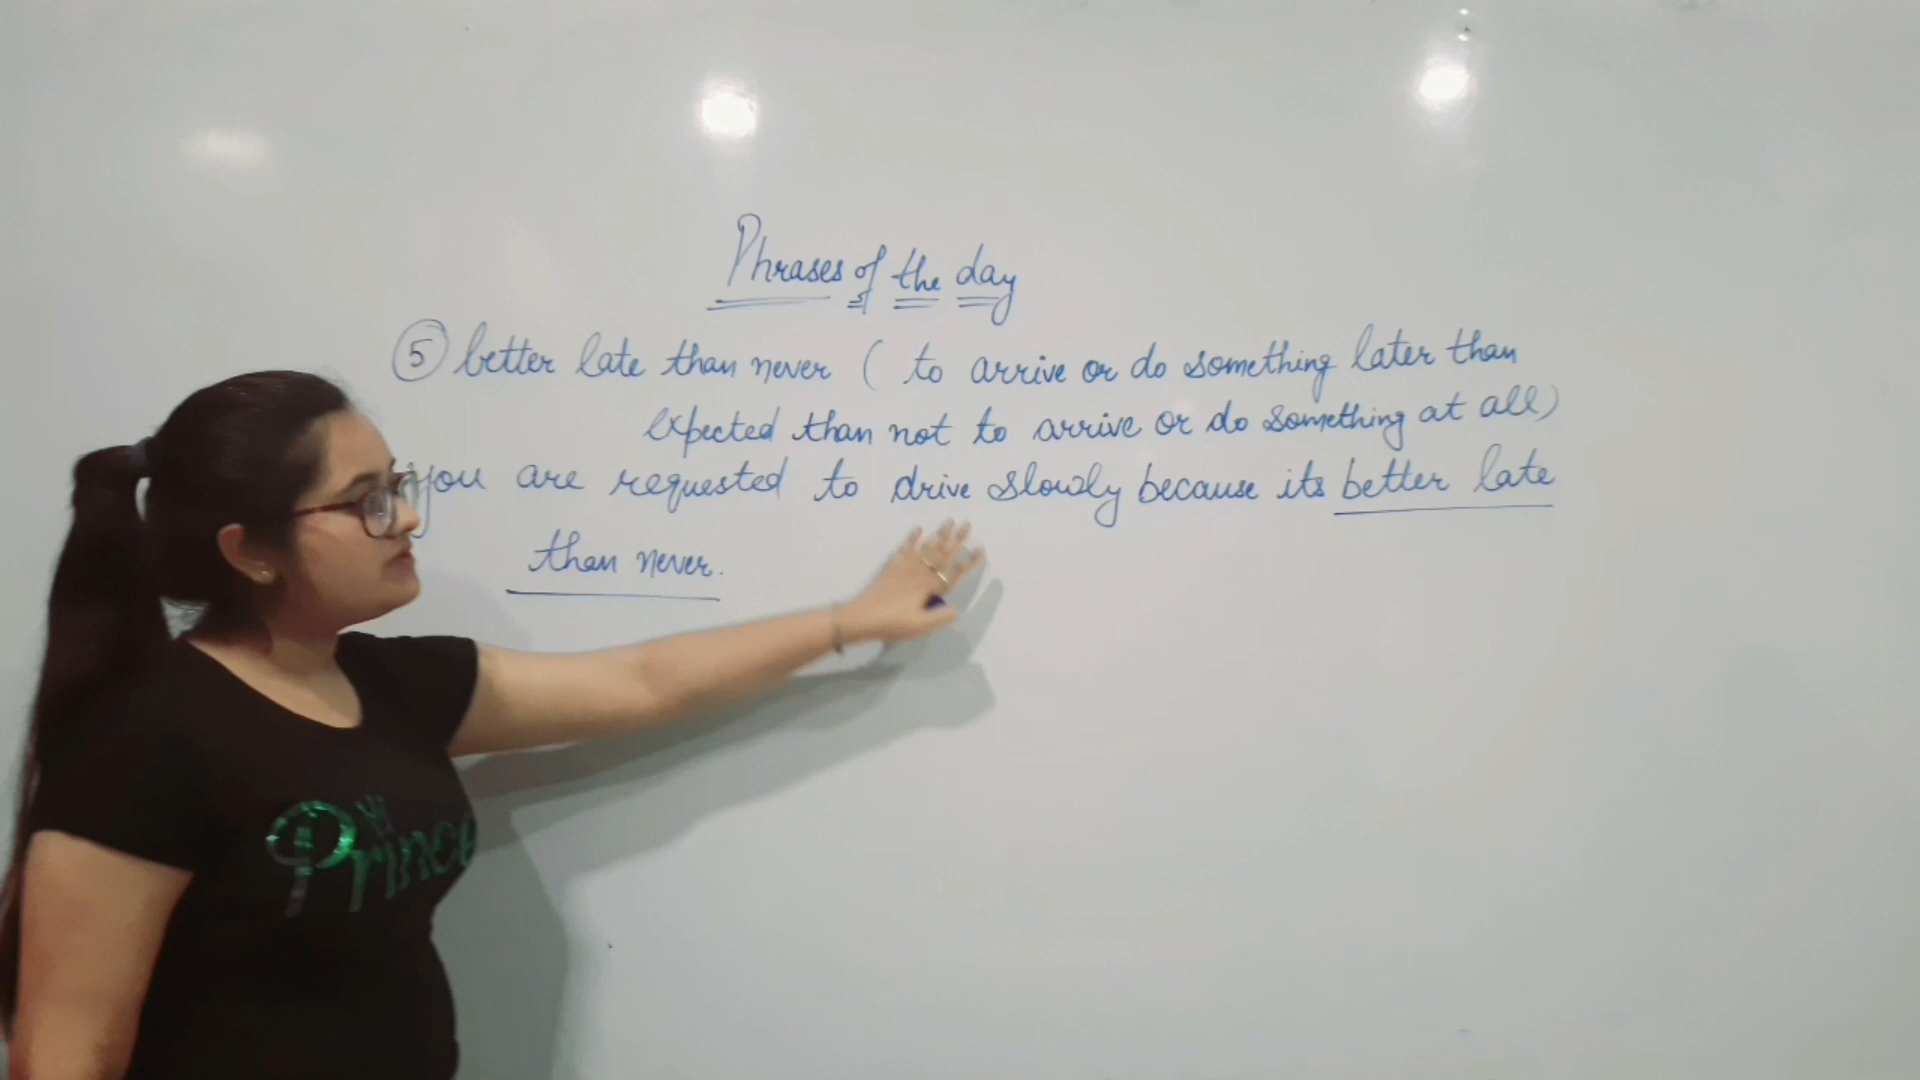 Phrases of the day
5 better late than never ( to arrive or do something later than
expected than not to arrive or do something at all)
you are requested to drive slowly because its better late
than never.
Prince